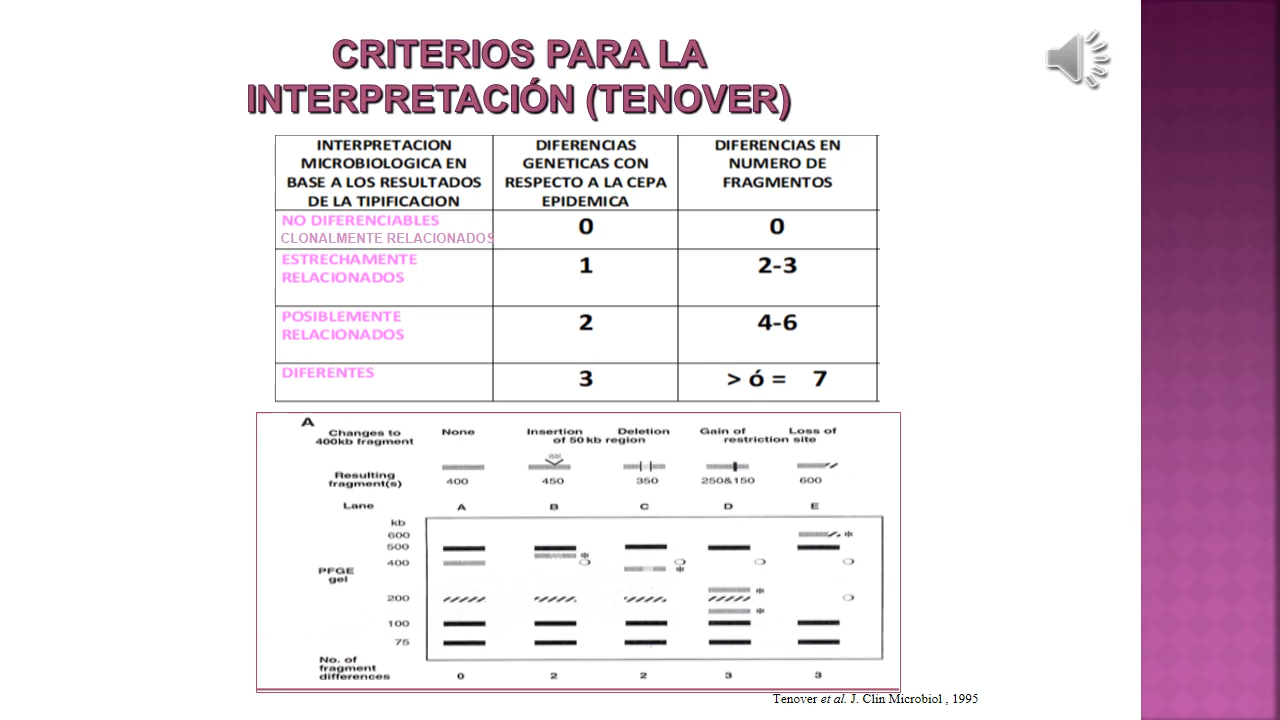 CRITERIOS PARA LA
INTERPRETACIÓN (TENOVER)
INTERPRETACION
MICROBIOLOGICA EN
BASE A LOS RESULTADOS
DE LA TIPIFICACION
DIFERENCIAS
GENETICAS CON
RESPECTO A LA CEPA
EPIDEMICA
DIFERENCIAS EN
NUMERO DE
FRAGMENTOS
NO DIFERENCIABLES
CLONALMENTE RELACIONADOS
0
0
ESTRECHAMENTE
RELACIONADOS
1
2-3
POSIBLEMENTE
RELACIONADOS
2
4-6
DIFERENTES
3
> ó = 7
A
Changes to
400kb fragment
None
Insertion
Deletion
of 50 kb region
Gain of
Loss of
restriction site
Resulting
fragment(s)
400
450
350
250&150
600
Lane
A
B
C
D
E
kb
600
500
400
200
100
75
PFGE
gel
*
*
*
*
*
No. of
fragment
differences
0
2
2
3
3
Tenover et al. J. Clin Microbiol , 1995